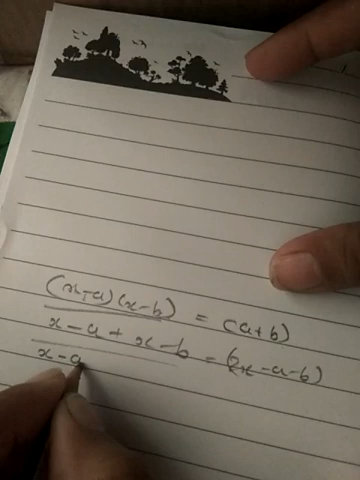 (x-a)(x-b) = (a+b)
x-a + x-b = (2x-a-b)
x-a